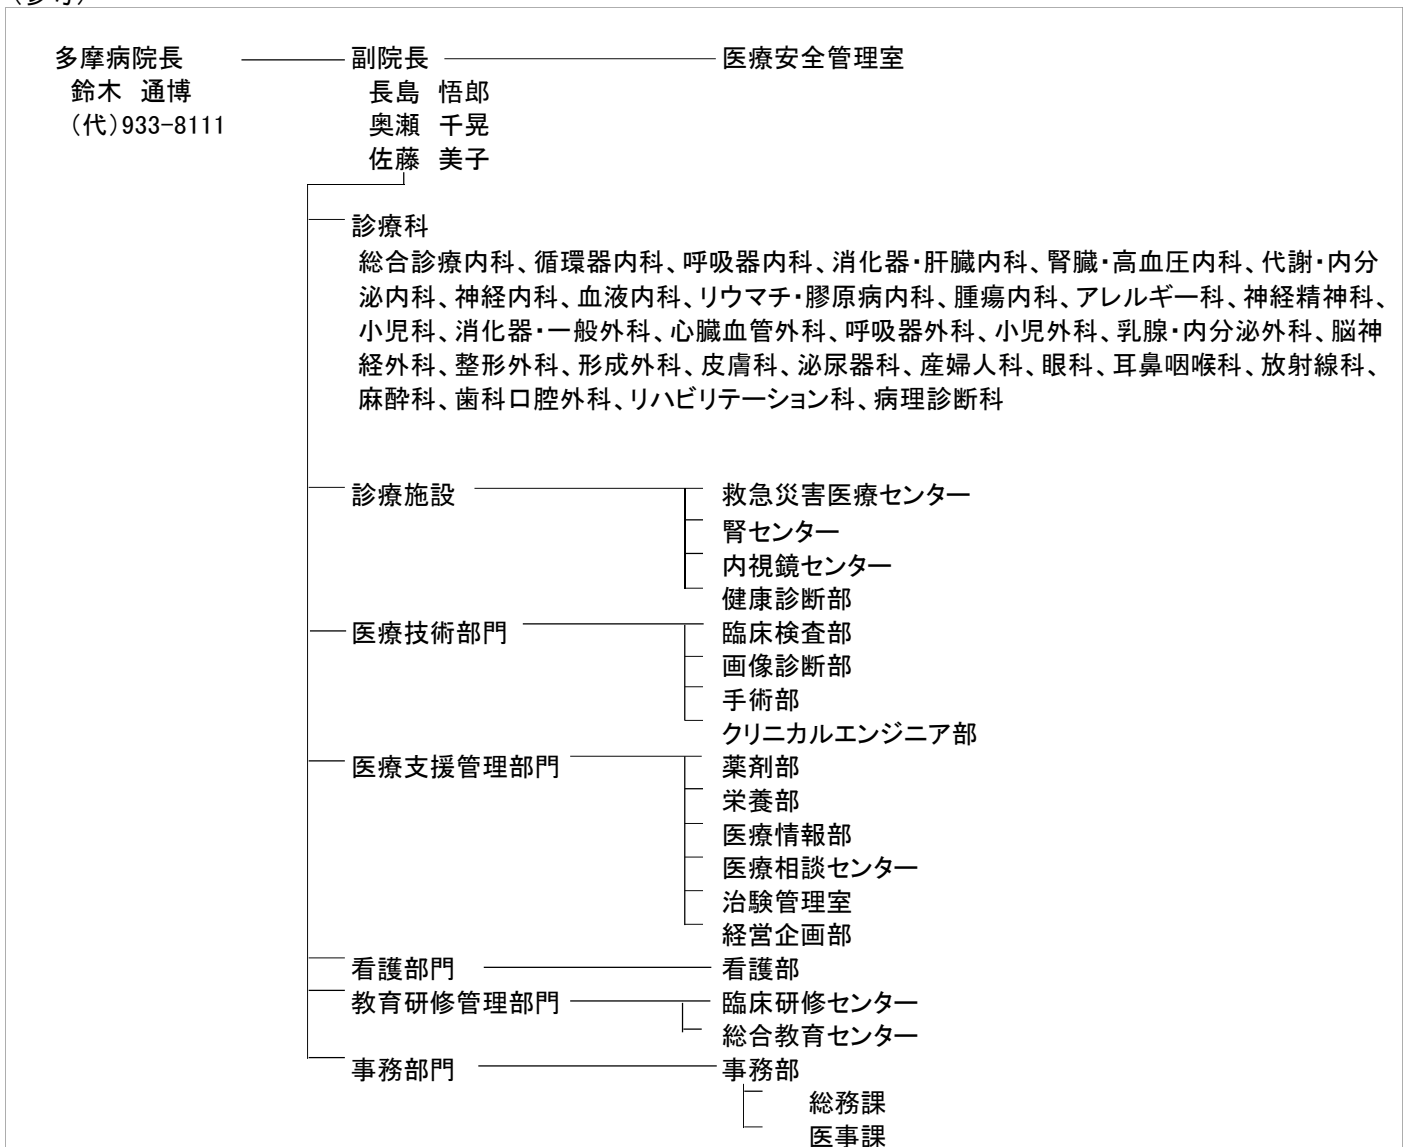 (参考)
多摩病院長 副院長 医療安全管理室
鈴木 通博 長島 悟郎
(代)933-8111 奥瀬 千晃
佐藤 美子
診療科
総合診療内科、循環器内科、呼吸器内科、消化器・肝臓内科、腎臓・高血圧内科、代謝・内分
泌内科、神経内科、血液内科、リウマチ・膠原病内科、腫瘍内科、アレルギー科、神経精神科、
小児科、消化器・一般外科、心臓血管外科、呼吸器外科、小児外科、乳腺・内分泌外科、脳神
経外科、整形外科、形成外科、皮膚科、泌尿器科、産婦人科、眼科、耳鼻咽喉科、放射線科、
麻酔科、歯科口腔外科、リハビリテーション科、病理診断科
診療施設 救急災害医療センター
腎センター
内視鏡センター
健康診断部
医療技術部門 臨床検査部
画像診断部
手術部
クリニカルエンジニア部
医療支援管理部門 薬剤部
栄養部
医療情報部
医療相談センター
治験管理室
経営企画部
看護部門 看護部
教育研修管理部門 臨床研修センター
総合教育センター
事務部門 事務部
総務課
医事課